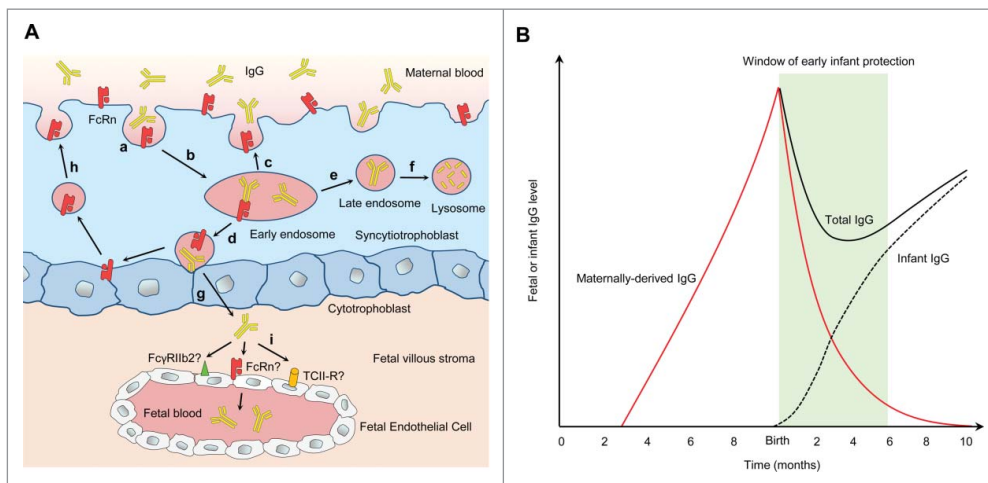 A
IgG
Maternal blood
FcRn
a
b
c
h
e
f
Late endosome
Lysosome
d
Early endosome
Syncytiotrophoblast
g
Cytotrophoblast
i
FcγRIIb2?
FcRn?
TCII-R?
Fetal villous stroma
Fetal blood
Fetal Endothelial Cell
B
Window of early infant protection
Fetal or infant IgG level
Maternally-derived IgG
Total IgG
Infant IgG
0 2 4 6 8 Birth 2 4 6 8 10
Time (months)